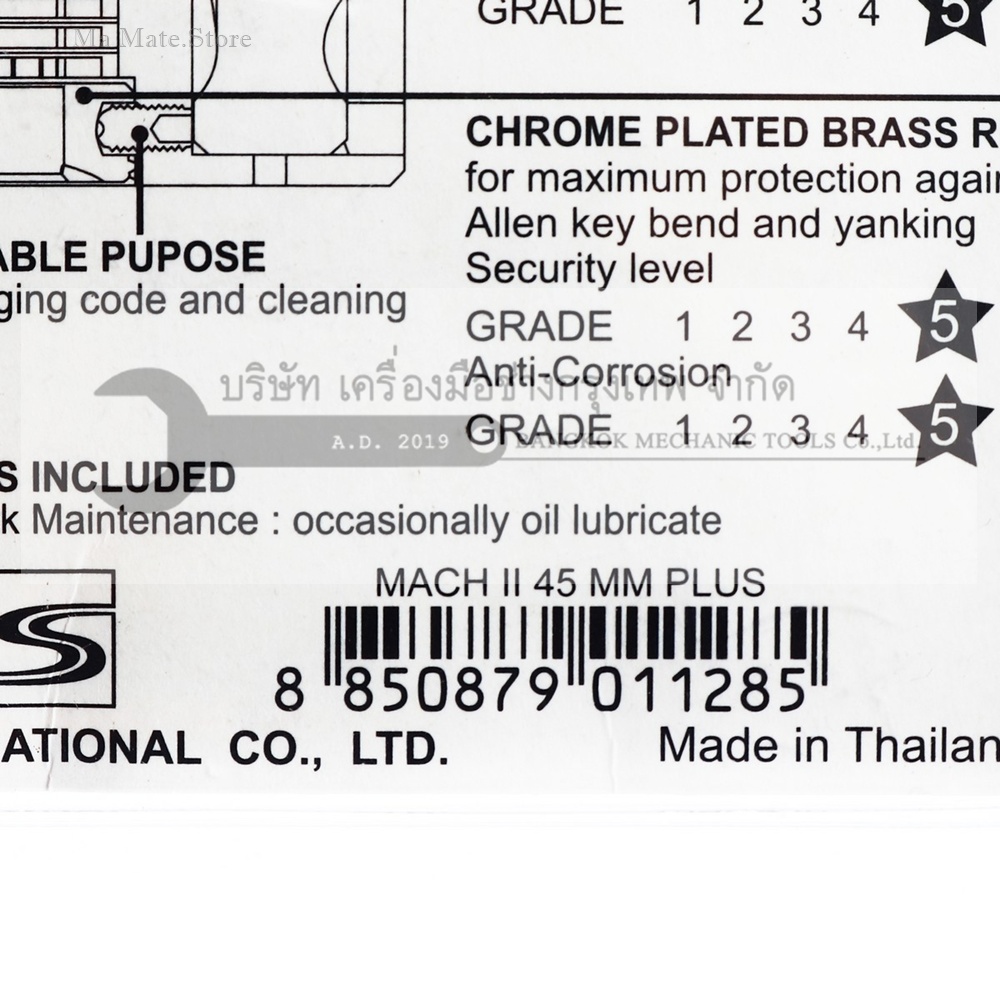 Ma Mate.Store
GRADE 1 2 3 4 5
CHROME PLATED BRASS R
for maximum protection again
Allen key bend and yanking
Security level
GRADE 1 2 3 4 5
Anti-Corrosion
GRADE 1 2 3 4 5
ABLE PUPOSE
ging code and cleaning
บริษัท เครื่องมือช่างกรุงเทพ จำกัด
A.D. 2019 BANGKOK MECHANIC TOOLS Co.,Ltd.
S INCLUDED
k Maintenance : occasionally oil lubricate
MACH II 45 MM PLUS
8 850879 011285
S
ATIONAL CO., LTD.
Made in Thailan